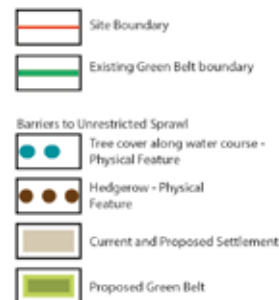 Site Boundary
Existing Green Belt boundary
Barriers to Unrestricted Sprawl
Tree cover along water course -
Physical Feature
Hedgerow - Physical
Feature
Current and Proposed Settlement
Proposed Green Belt